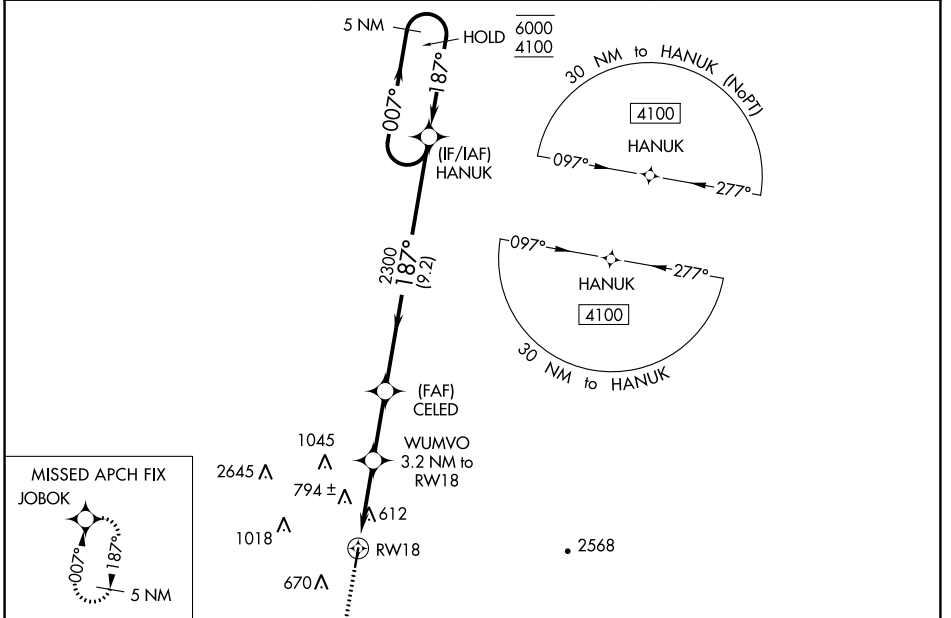 5 NM
HOLD
6000
4100
007°
187°
(IF/IAF)
HANUK
30 NM to HANUK (NoPT)
4100
HANUK
097°
277°
097°
277°
HANUK
4100
30 NM to HANUK
2300
187°
(9.2)
(FAF)
CELED
WUMVO
3.2 NM to
RW18
1045
2645
794 ±
612
1018
RW18
2568
670
MISSED APCH FIX
JOBOK
007°
187°
5 NM